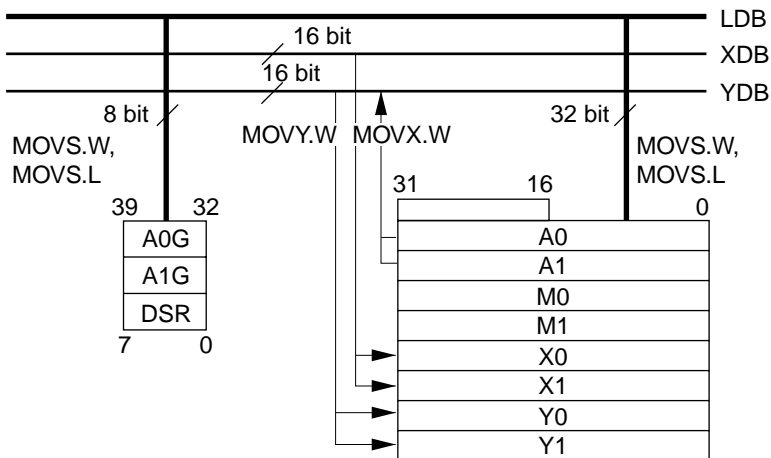 LDB
16 bit
XDB
16 bit
YDB
8 bit
MOVY.W
MOVX.W
32 bit
MOVS.W,
MOVS.L
MOVS.W,
MOVS.L
39
32
31
16
0
A0G
A1G
DSR
7
0
A0
A1
M0
M1
X0
X1
Y0
Y1